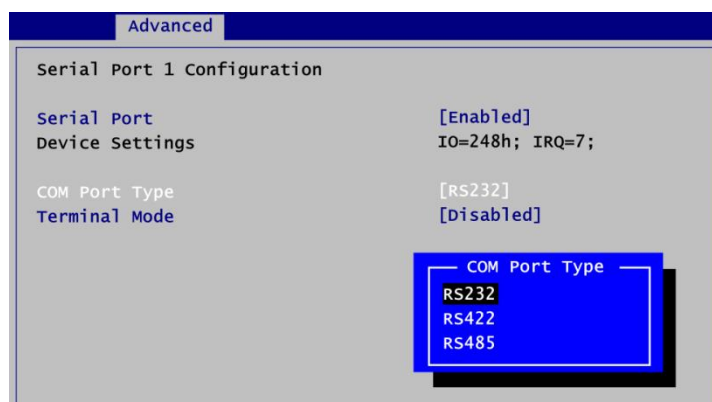 Advanced
Serial Port 1 Configuration
Serial Port [Enabled]
Device Settings IO=248h; IRQ=7;
COM Port Type [RS232]
Terminal Mode [Disabled]
COM Port Type
RS232
RS422
RS485